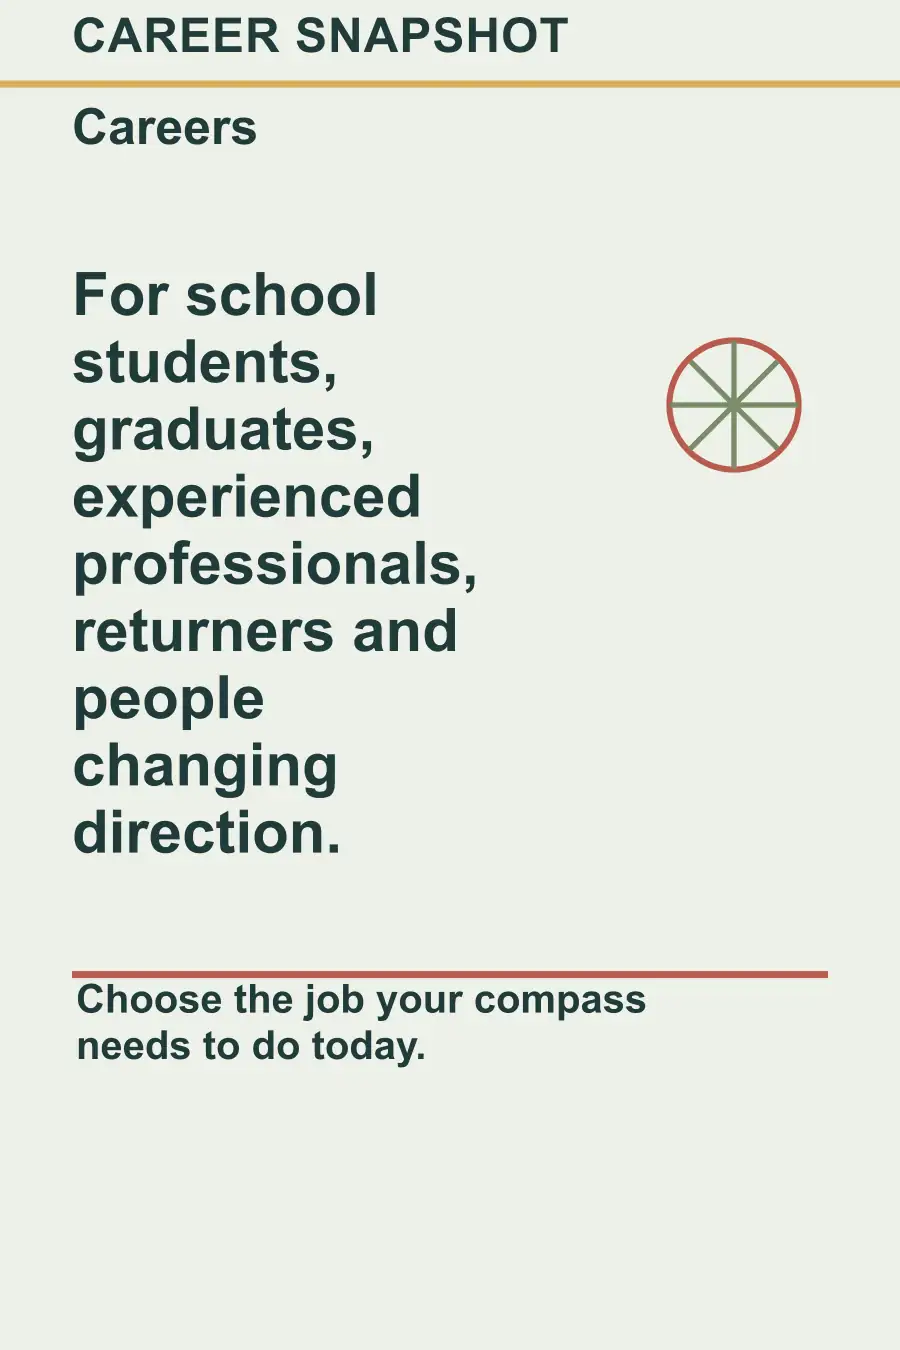 CAREER SNAPSHOT
Careers
For school
students,
graduates,
experienced
professionals,
returners and
people
changing
direction.
Choose the job your compass
needs to do today.